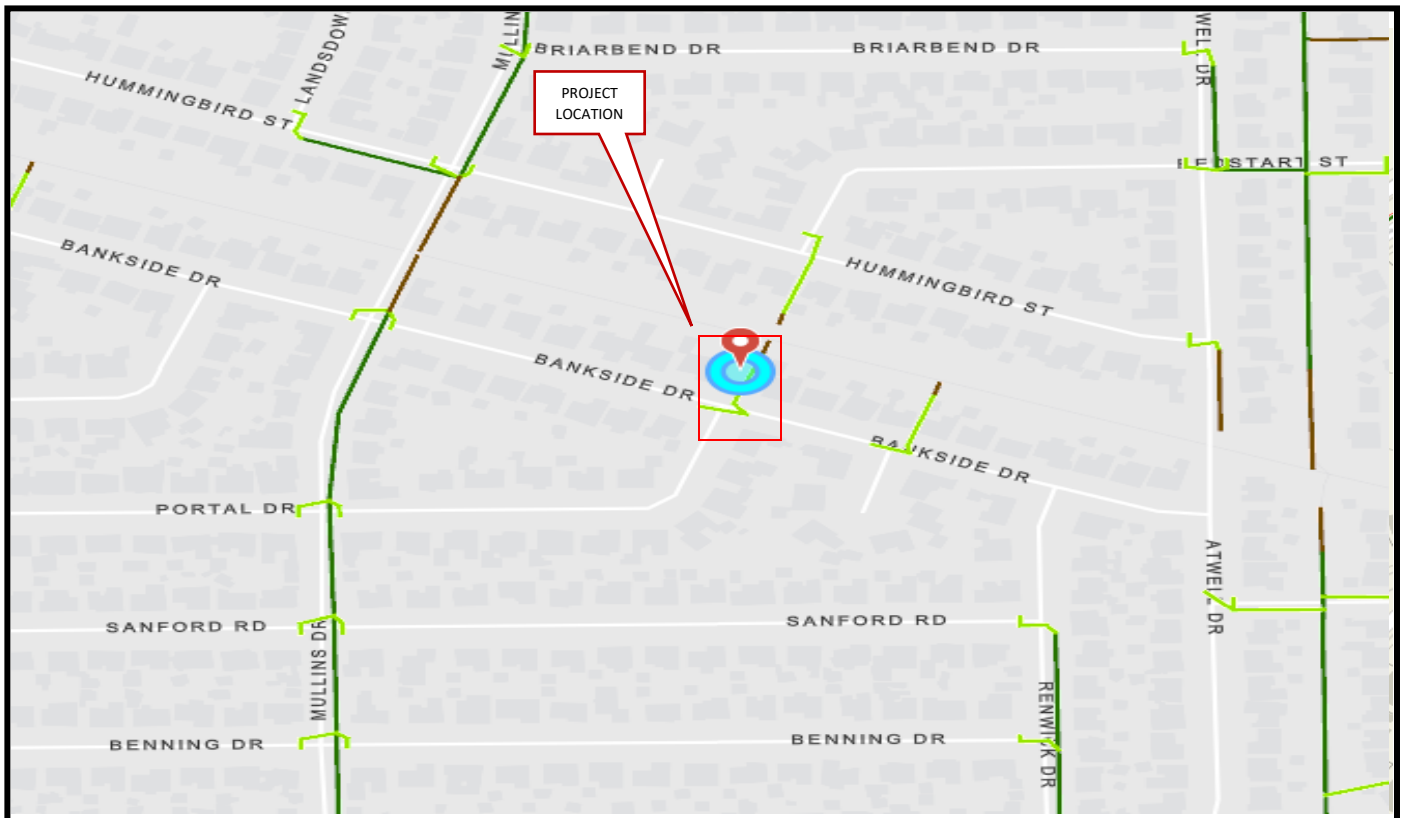 LANDSDOW
MULLIN
BRIARBEND DR
BRIARBEND DR
HUMMINGBIRD ST
PROJECT
LOCATION
BANKSIDE DR
HUMMINGBIRD ST
BANKSIDE DR
BANKSIDE DR
PORTAL DR
ATWELL DR
SANFORD RD
SANFORD RD
MULLINS DR
RENWICK DR
BENNING DR
BENNING DR